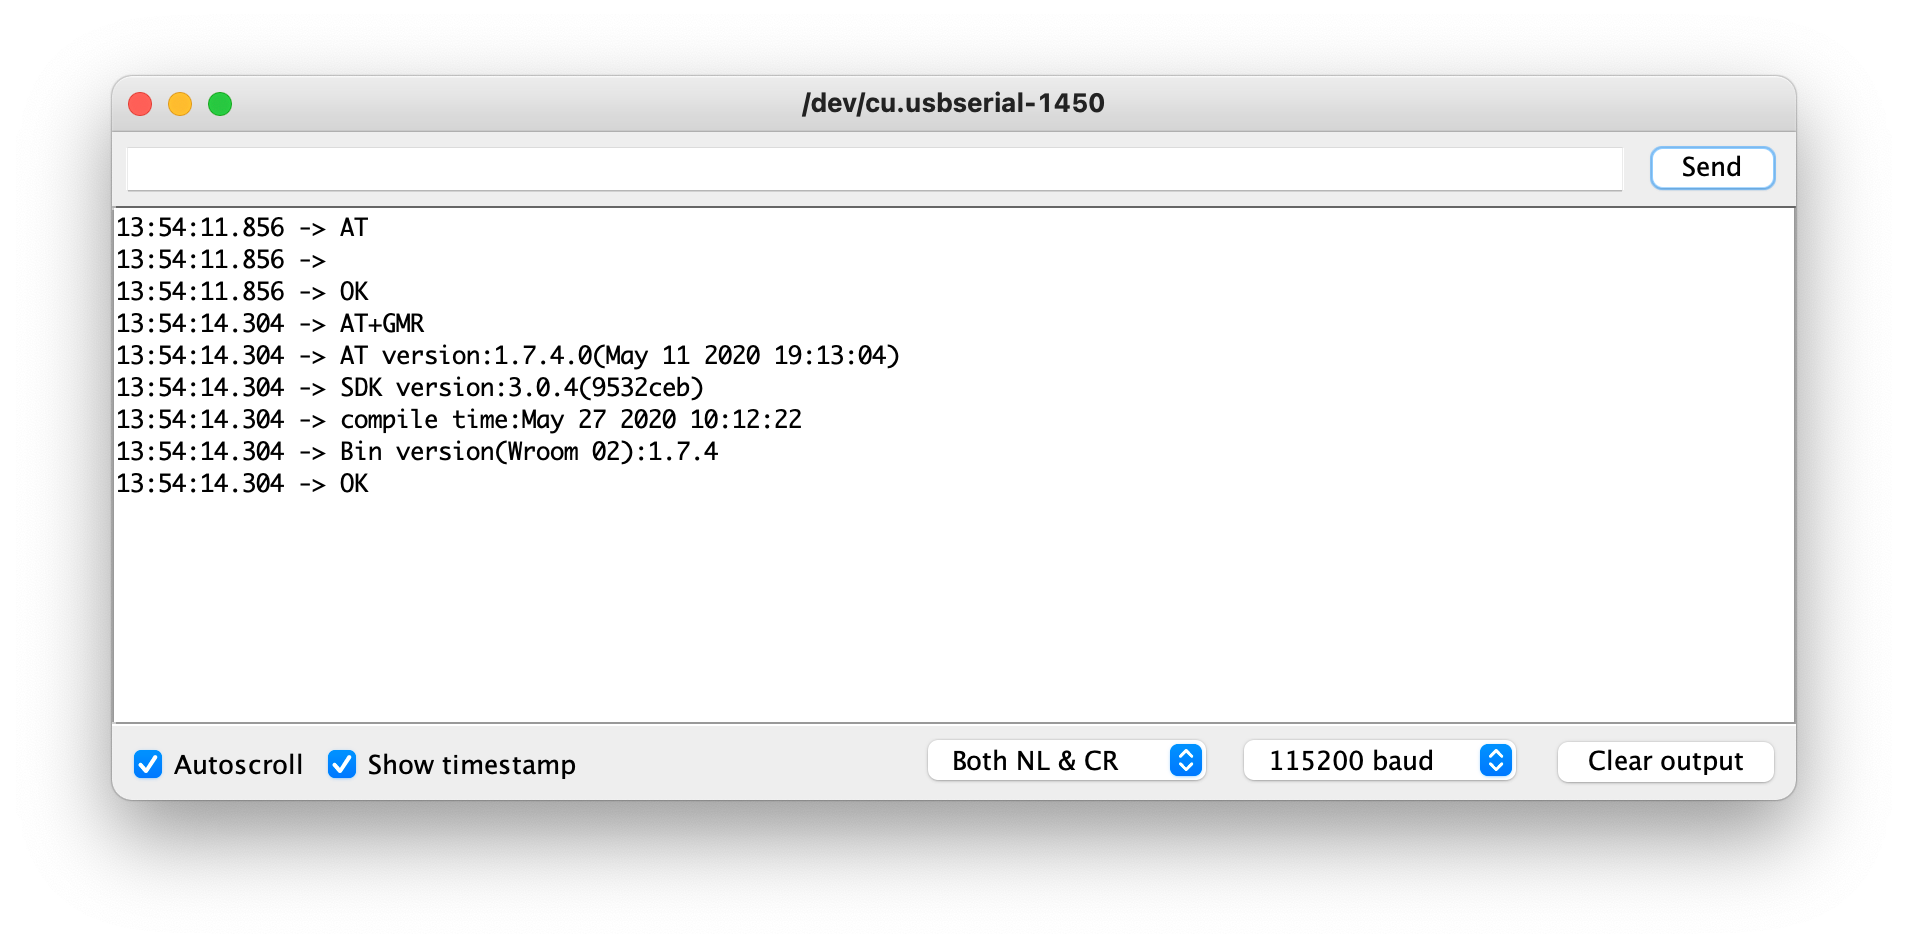 /dev/cu.usbserial-1450
Send
13:54:11.856 -> AT
13:54:11.856 ->
13:54:11.856 -> OK
13:54:14.304 -> AT+GMR
13:54:14.304 -> AT version:1.7.4.0(May 11 2020 19:13:04)
13:54:14.304 -> SDK version:3.0.4(9532ceb)
13:54:14.304 -> compile time:May 27 2020 10:12:22
13:54:14.304 -> Bin version(Wroom 02):1.7.4
13:54:14.304 -> OK
Autoscroll Show timestamp Both NL & CR 115200 baud Clear output